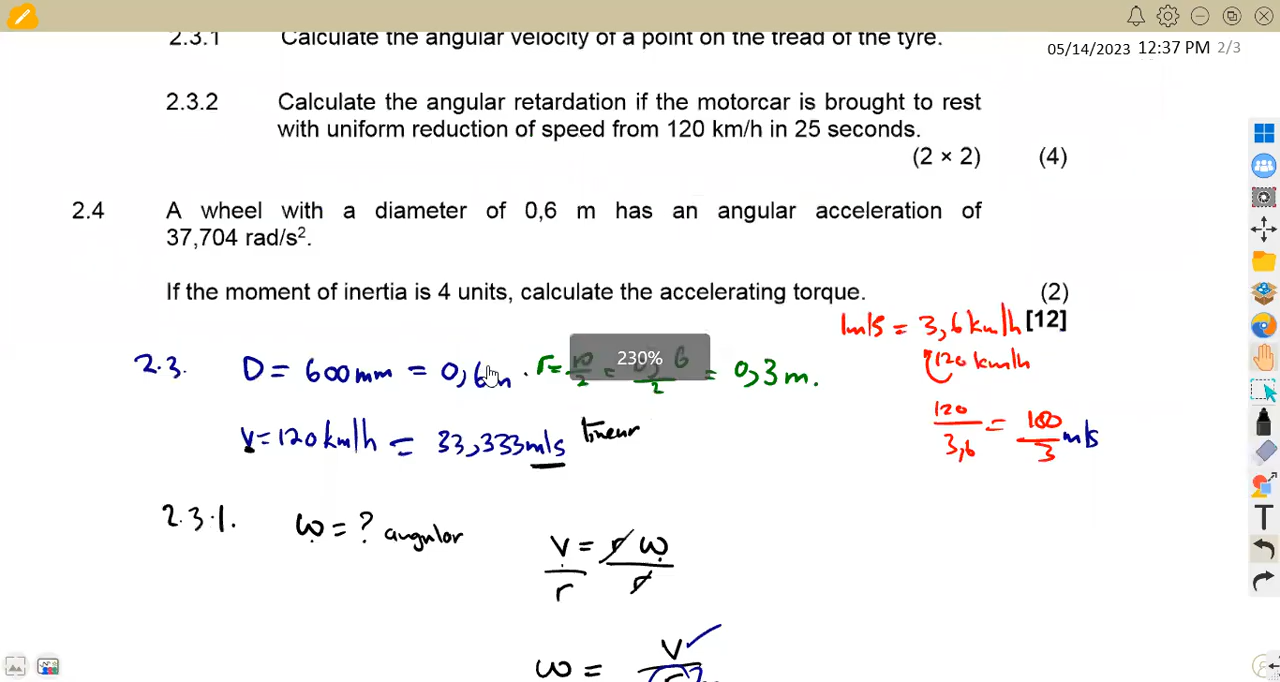 05/14/2023 12:37 PM 2/3
2.3.1 Calculate the angular velocity of a point on the tread of the tyre.
2.3.2 Calculate the angular retardation if the motorcar is brought to rest
with uniform reduction of speed from 120 km/h in 25 seconds.
(2 × 2) (4)
2.4 A wheel with a diameter of 0,6 m has an angular acceleration of
37,704 rad/s².
If the moment of inertia is 4 units, calculate the accelerating torque. (2)
[12]
1m/s = 3,6 km/h
120 km/h
120/3,6 = 100/3 m/s
230%
2.3. D = 600mm = 0,6m . = 0,6/2 = 0,3 m.
v = 120 km/h = 33,333 m/s linear
2.3.1. ω = ? angular
v/r = r ω/r
ω = v
T